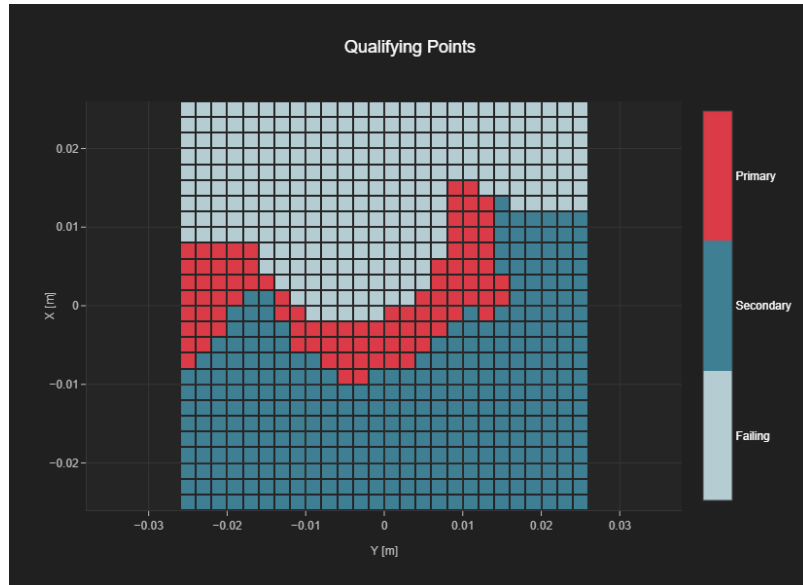 Qualifying Points
0.02
0.01
0
−0.01
−0.02
X [m]
−0.03
−0.02
−0.01
0
0.01
0.02
0.03
Y [m]
Primary
Secondary
Failing